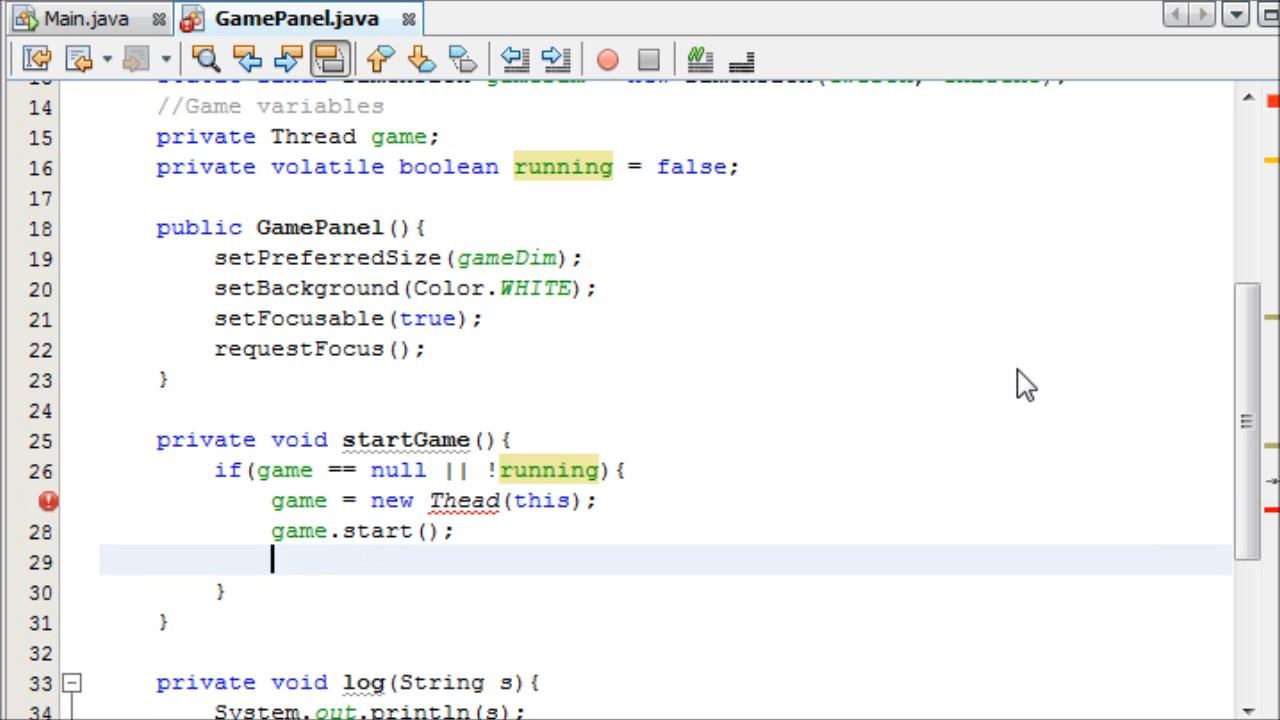 Main.java GamePanel.java
14 //Game variables
15 private Thread game;
16 private volatile boolean running = false;
17
18 public GamePanel(){
19 setPreferredSize(gameDim);
20 setBackground(Color.WHITE);
21 setFocusable(true);
22 requestFocus();
23 }
24
25 private void startGame(){
26 if(game == null || !running){
game = new Thead(this);
28 game.start();
29
30 }
31 }
32
33 private void log(String s){
34 System.out.println(s);